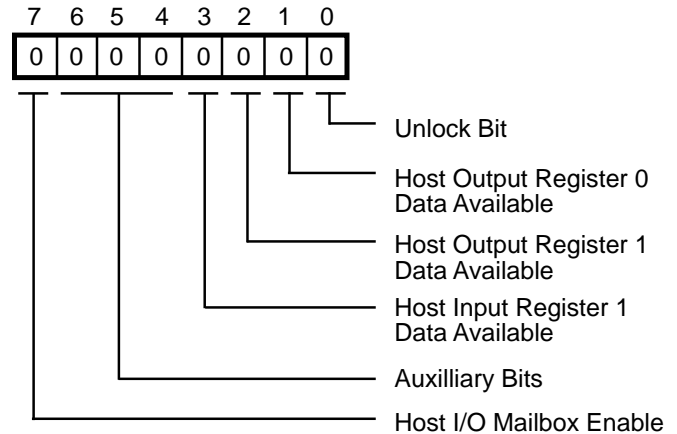 7 6 5 4 3 2 1 0
0 0 0 0 0 0 0 0
Unlock Bit
Host Output Register 0
Data Available
Host Output Register 1
Data Available
Host Input Register 1
Data Available
Auxilliary Bits
Host I/O Mailbox Enable